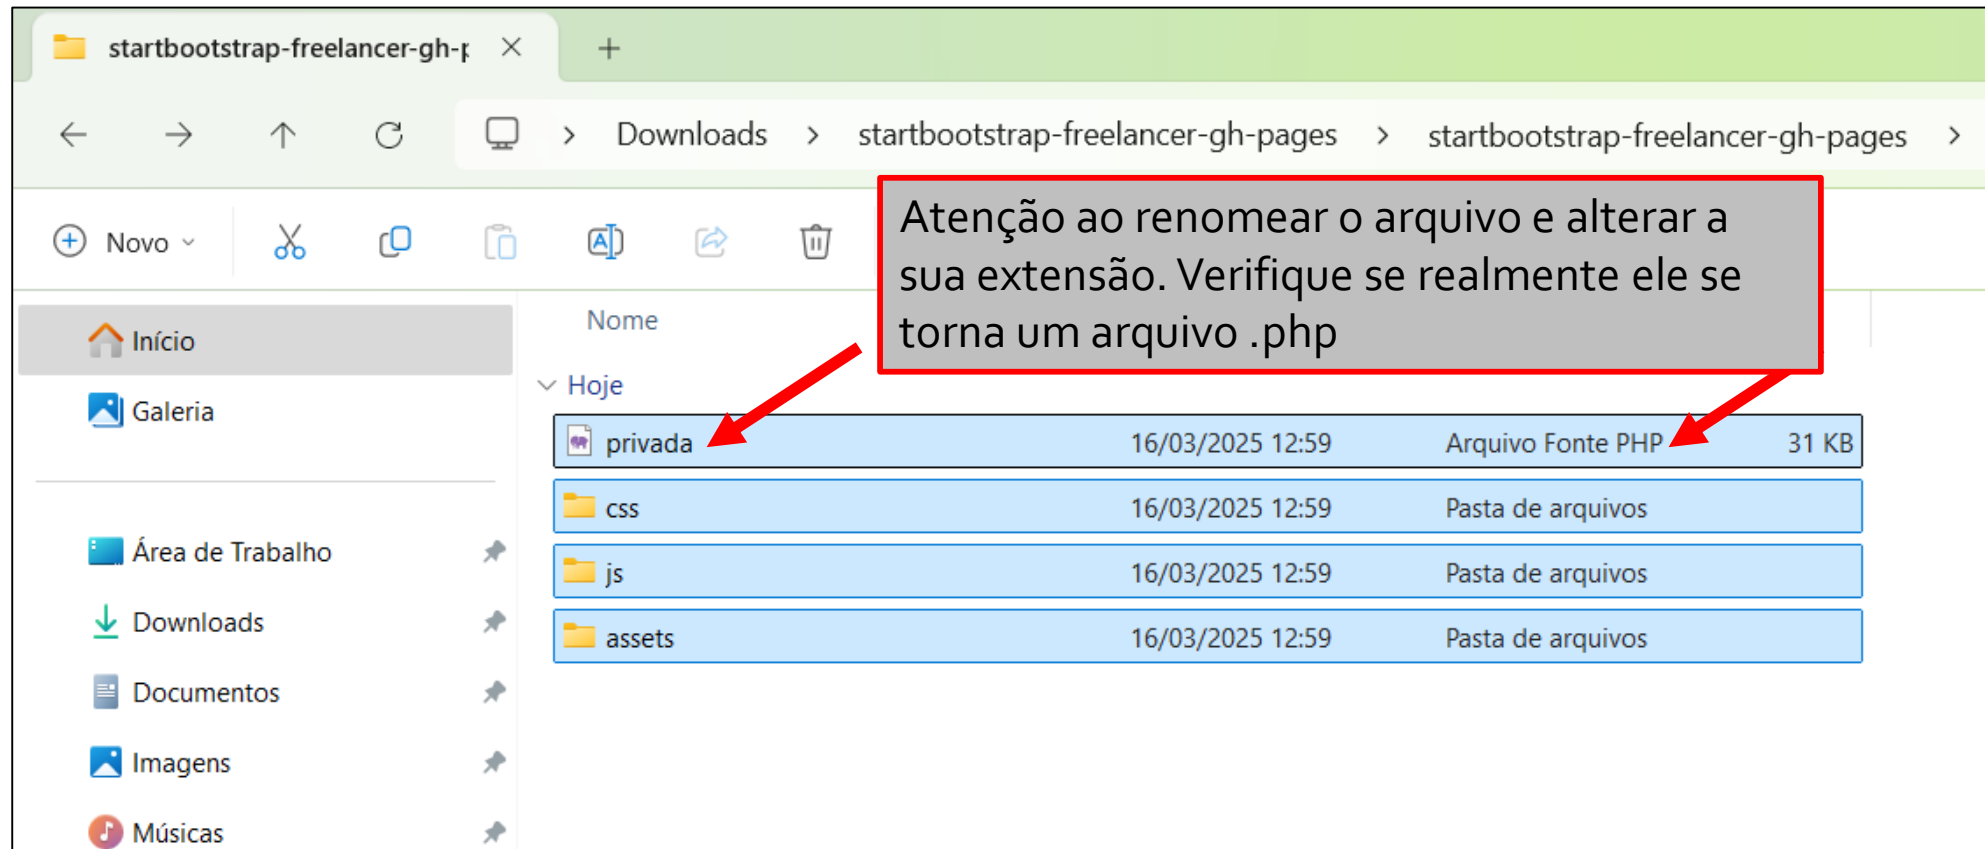 startbootstrap-freelancer-gh-p
Downloads > startbootstrap-freelancer-gh-pages > startbootstrap-freelancer-gh-pages >
Novo
Atenção ao renomear o arquivo e alterar a
sua extensão. Verifique se realmente ele se
torna um arquivo .php
Início
Galeria
Área de Trabalho
Downloads
Documentos
Imagens
Músicas
Nome
Hoje
privada 16/03/2025 12:59 Arquivo Fonte PHP 31 KB
css 16/03/2025 12:59 Pasta de arquivos
js 16/03/2025 12:59 Pasta de arquivos
assets 16/03/2025 12:59 Pasta de arquivos